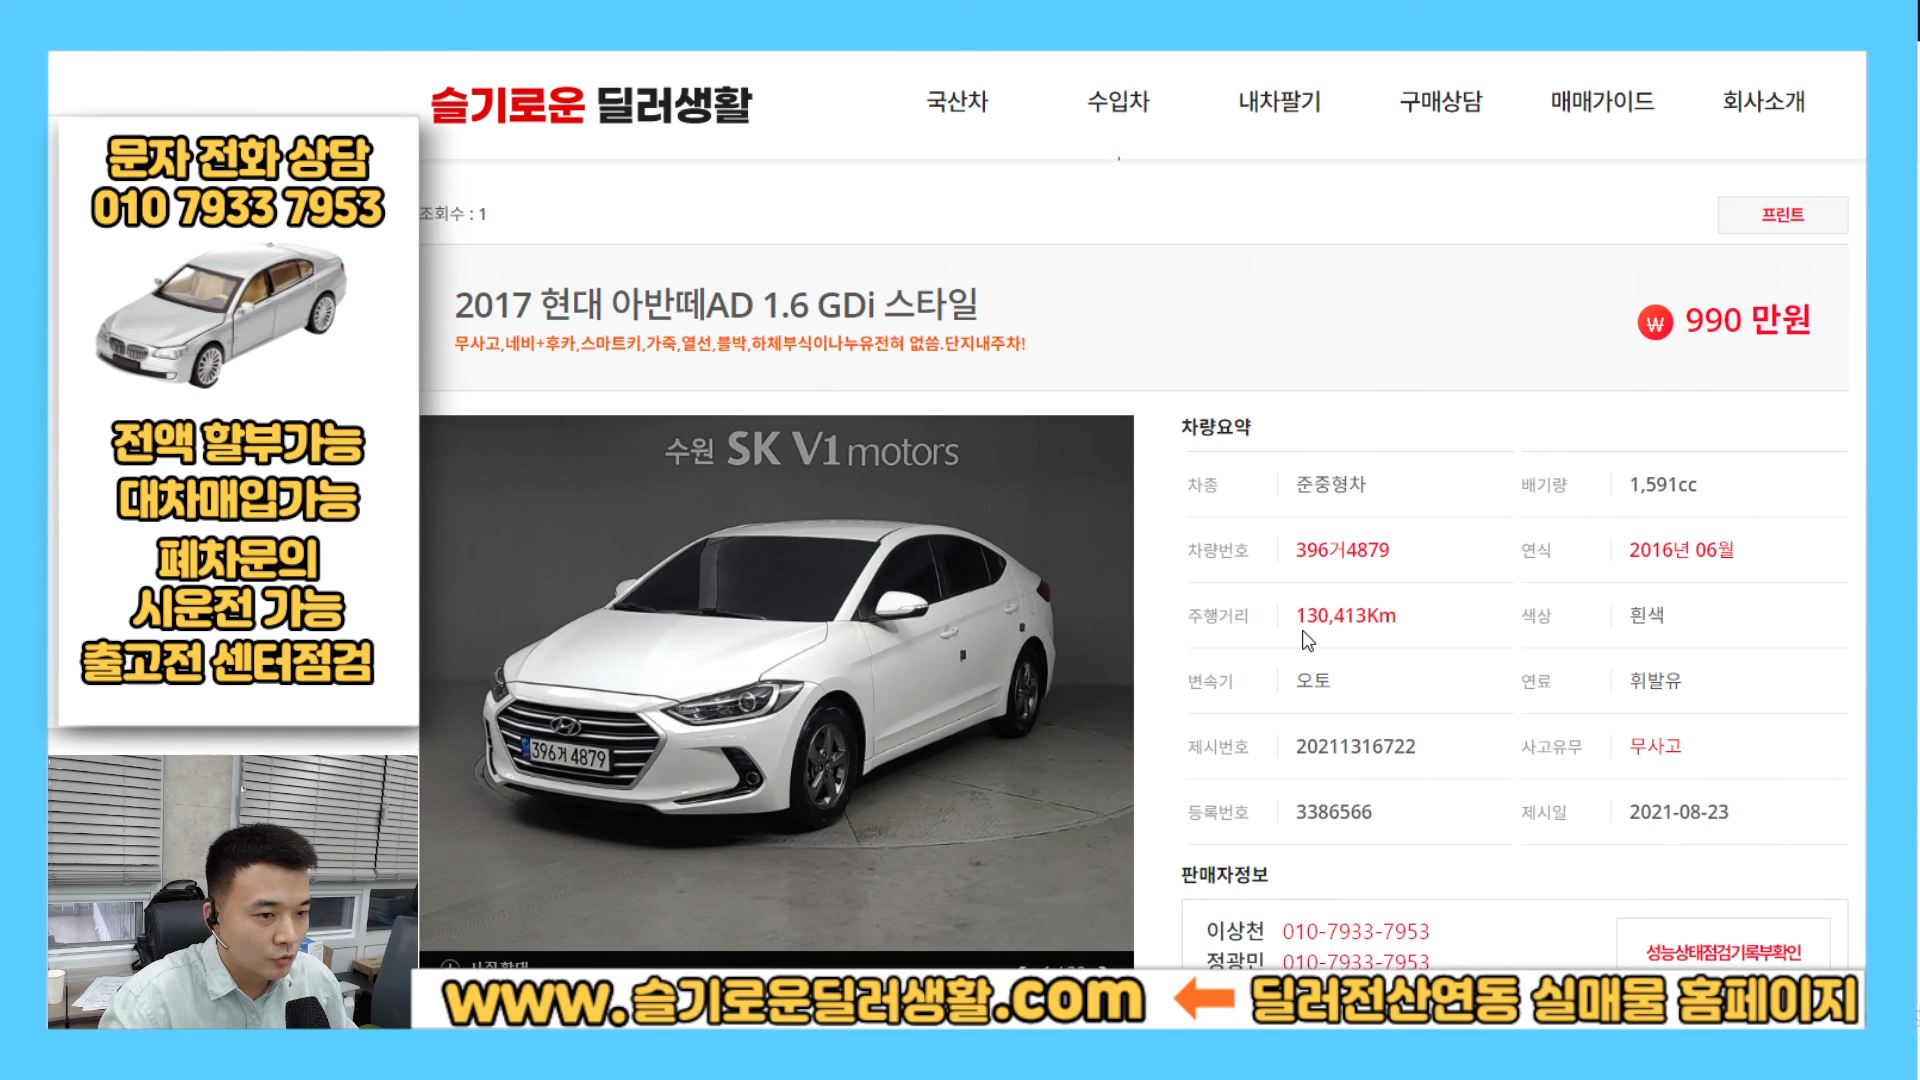 슬기로운 딜러생활
국산차
수입차
내차팔기
구매상담
매매가이드
회사소개
문자 전화 상담
010 7933 7953
전액 할부가능
대차매입가능
폐차문의
시운전 가능
출고전 센터점검
조회수 : 1
프린트
2017 현대 아반떼AD 1.6 GDi 스타일
무사고,네비+후카,스마트키,가죽,열선,블박,하체부식이나누유전혀 없씀.단지내주차!
₩ 990 만원
수원 SK V1 motors
396거 4879
차량요약
차종 준중형차 배기량 1,591cc
차량번호 396거4879 연식 2016년 06월
주행거리 130,413Km 색상 흰색
변속기 오토 연료 휘발유
제시번호 20211316722 사고유무 무사고
등록번호 3386566 제시일 2021-08-23
판매자정보
이상천 010-7933-7953
정광민 010-7933-7953
성능상태점검기록부확인
www.슬기로운딜러생활.com
딜러전산연동 실매물 홈페이지